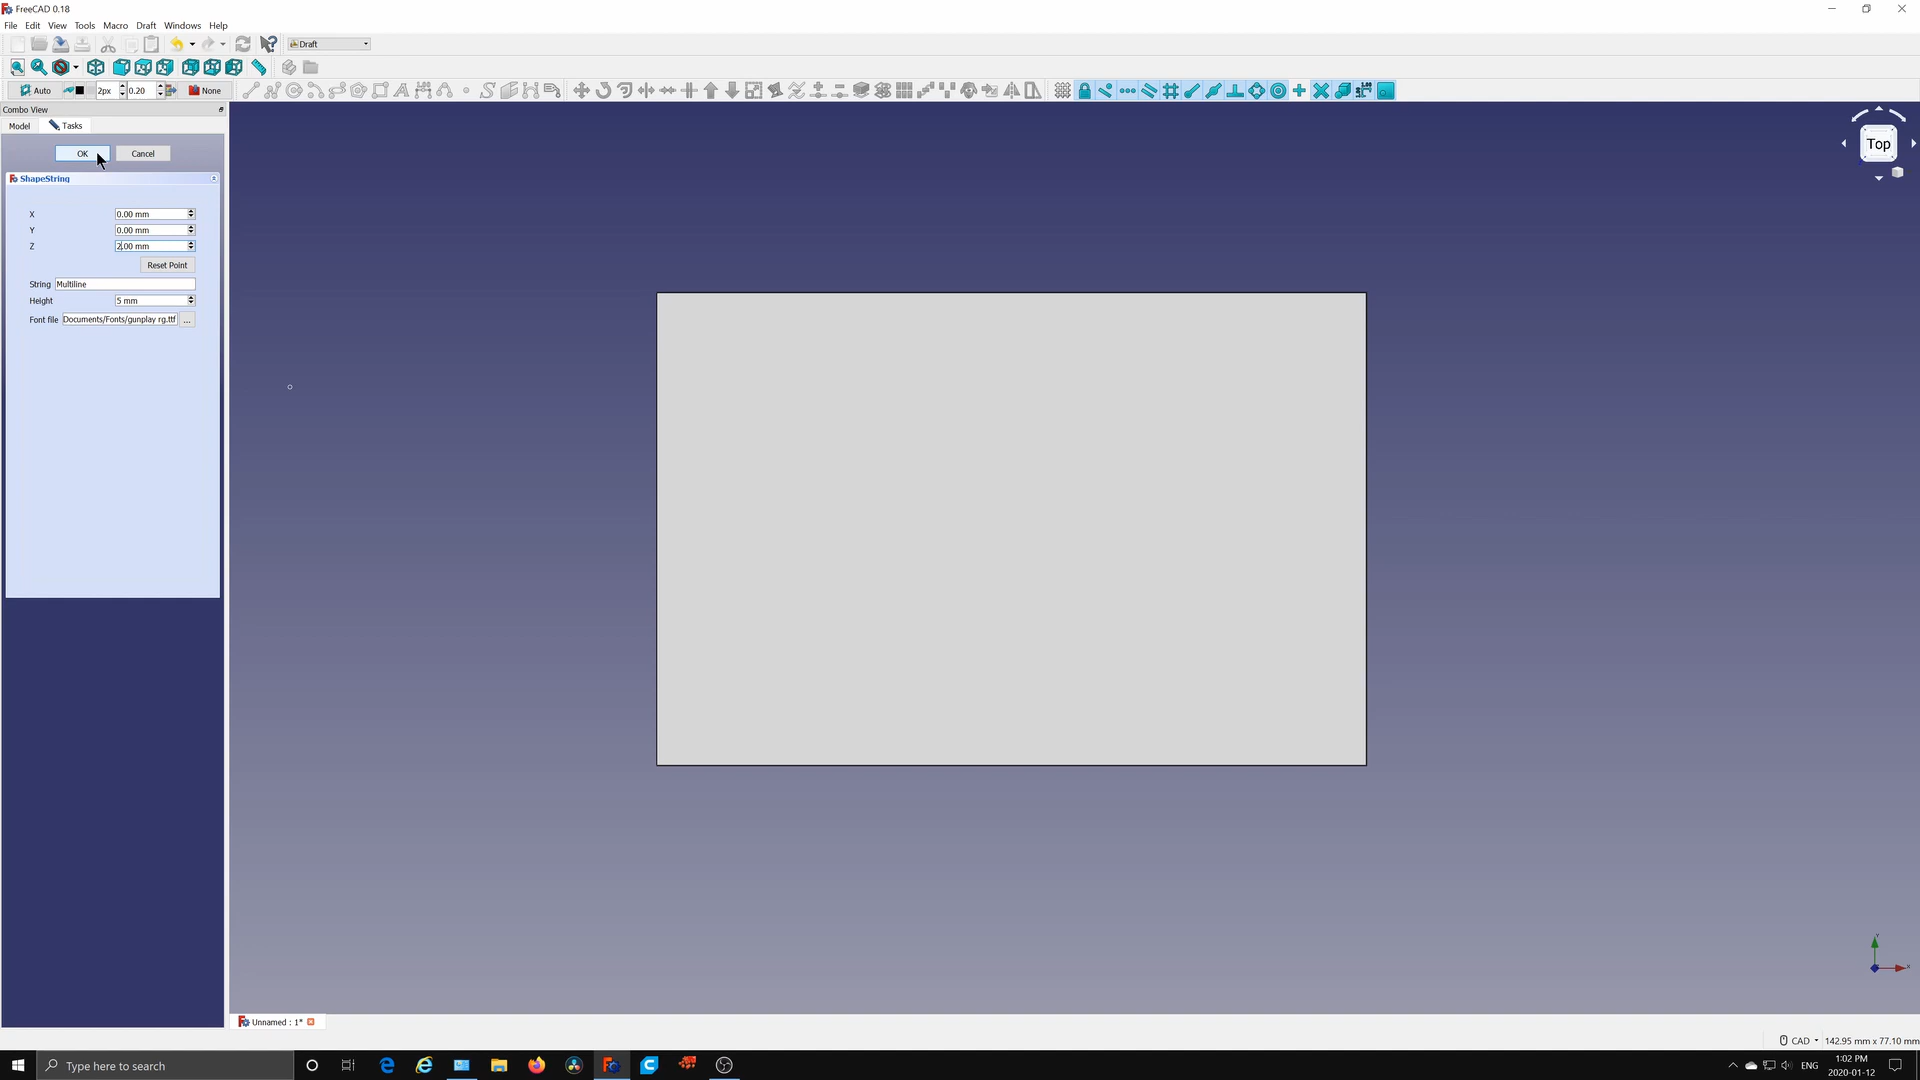 FreeCAD 0.18
File Edit View Tools Macro Draft Windows Help
Draft
Auto 2px 0.20 None
Combo View
Model Tasks
OK Cancel
ShapeString
X 0.00 mm
Y 0.00 mm
Z 2.00 mm
Reset Point
String Multiline
Height 5 mm
Font file Documents/Fonts/gunplay rg.ttf ...
Top
Y
X
Unnamed : 1*
CAD 142.95 mm x 77.10 mm
Type here to search
ENG
1:02 PM
2020-01-12